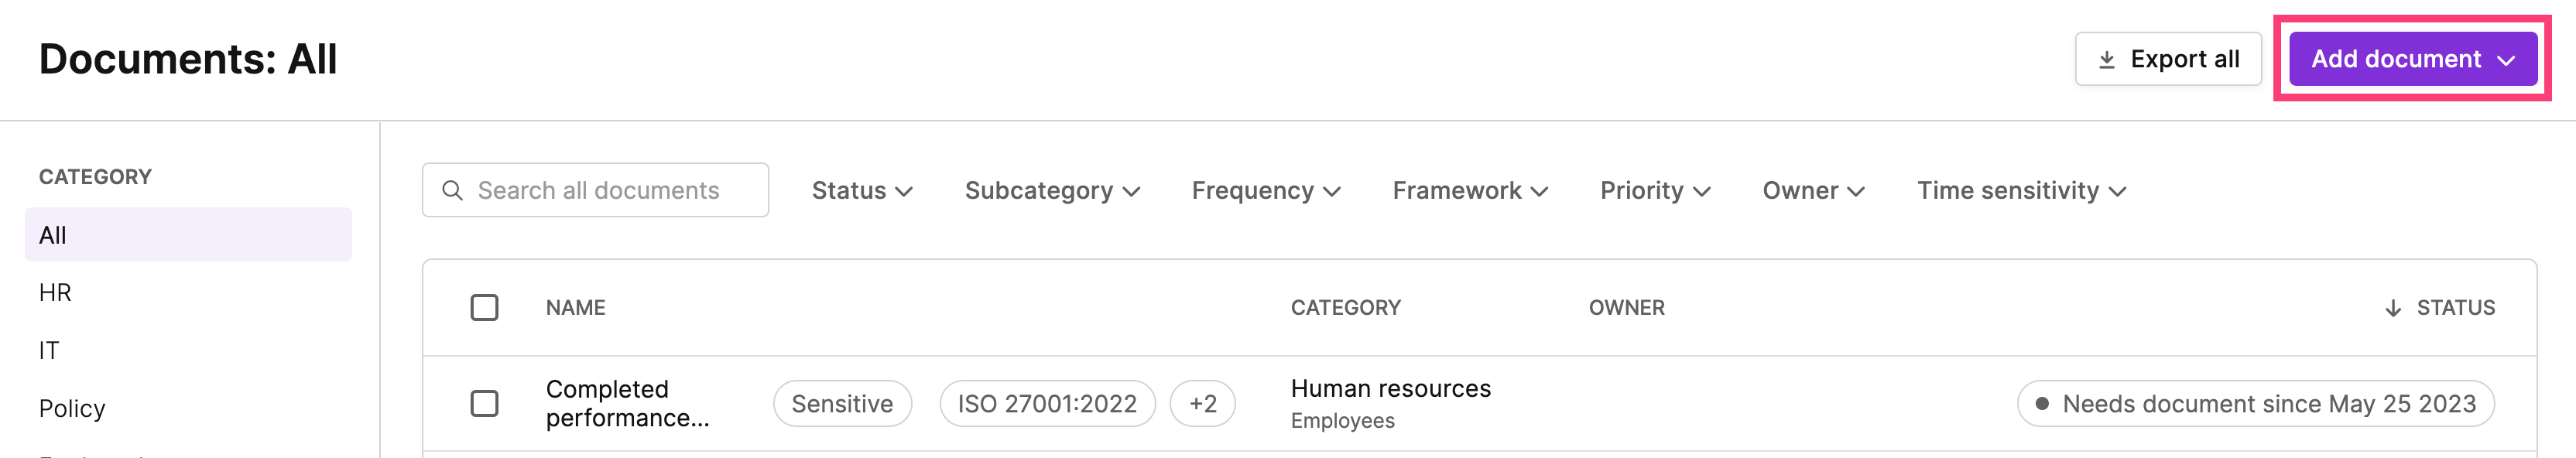 Documents: All
Export all
Add document
CATEGORY
All
HR
IT
Policy
Search all documents
Status
Subcategory
Frequency
Framework
Priority
Owner
Time sensitivity
NAME
CATEGORY
OWNER
STATUS
Completed
performance...
Sensitive
ISO 27001:2022
+2
Human resources
Employees
Needs document since May 25 2023